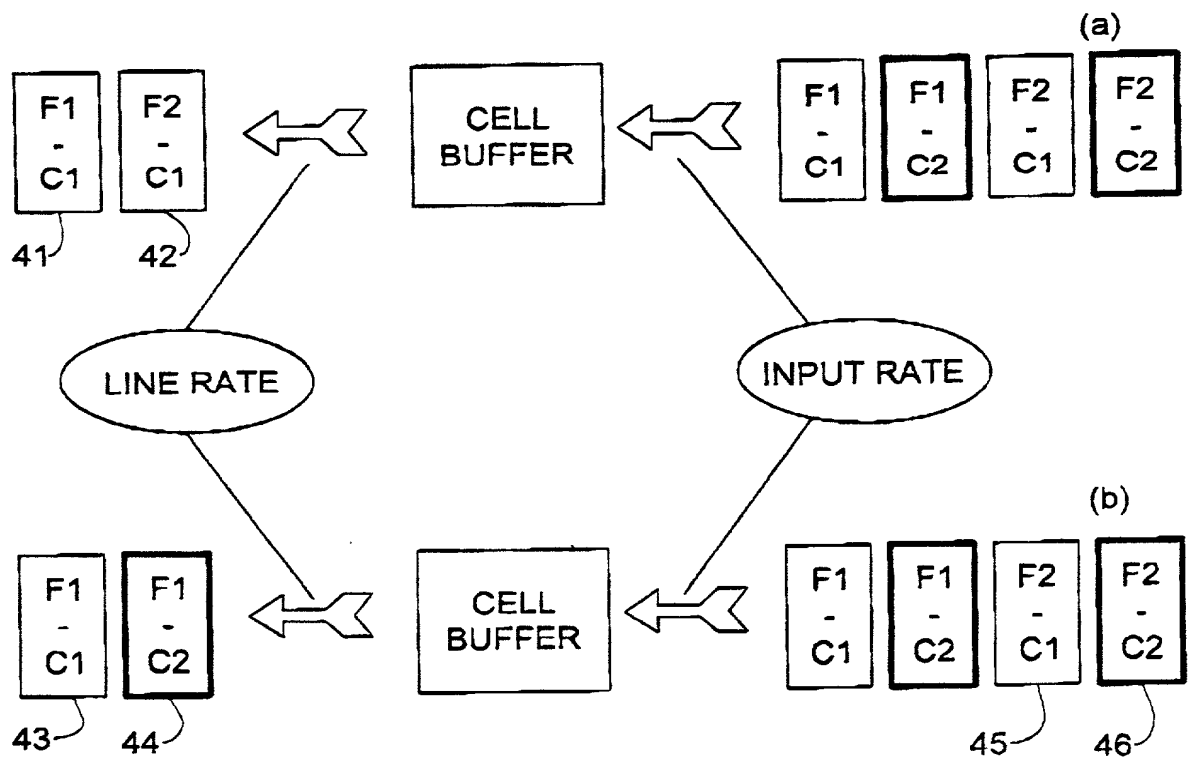 (a)
F1
-
C1
F2
-
C1
CELL
BUFFER
F1
-
C1
F1
-
C2
F2
-
C1
F2
-
C2
41
42
LINE RATE
INPUT RATE
(b)
F1
-
C1
F1
-
C2
CELL
BUFFER
F1
-
C1
F1
-
C2
F2
-
C1
F2
-
C2
43
44
45
46